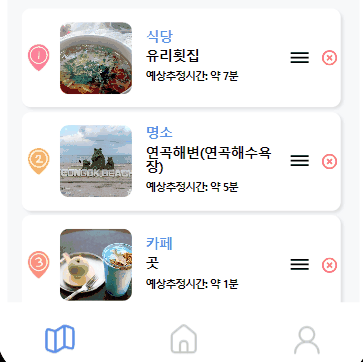 1
식당
유리횟집
예상추정시간: 약 7분
2
명소
연곡해변(연곡해수욕
장)
예상추정시간: 약 5분
YONGOK BEACH
3
카페
곳
예상추정시간: 약 1분